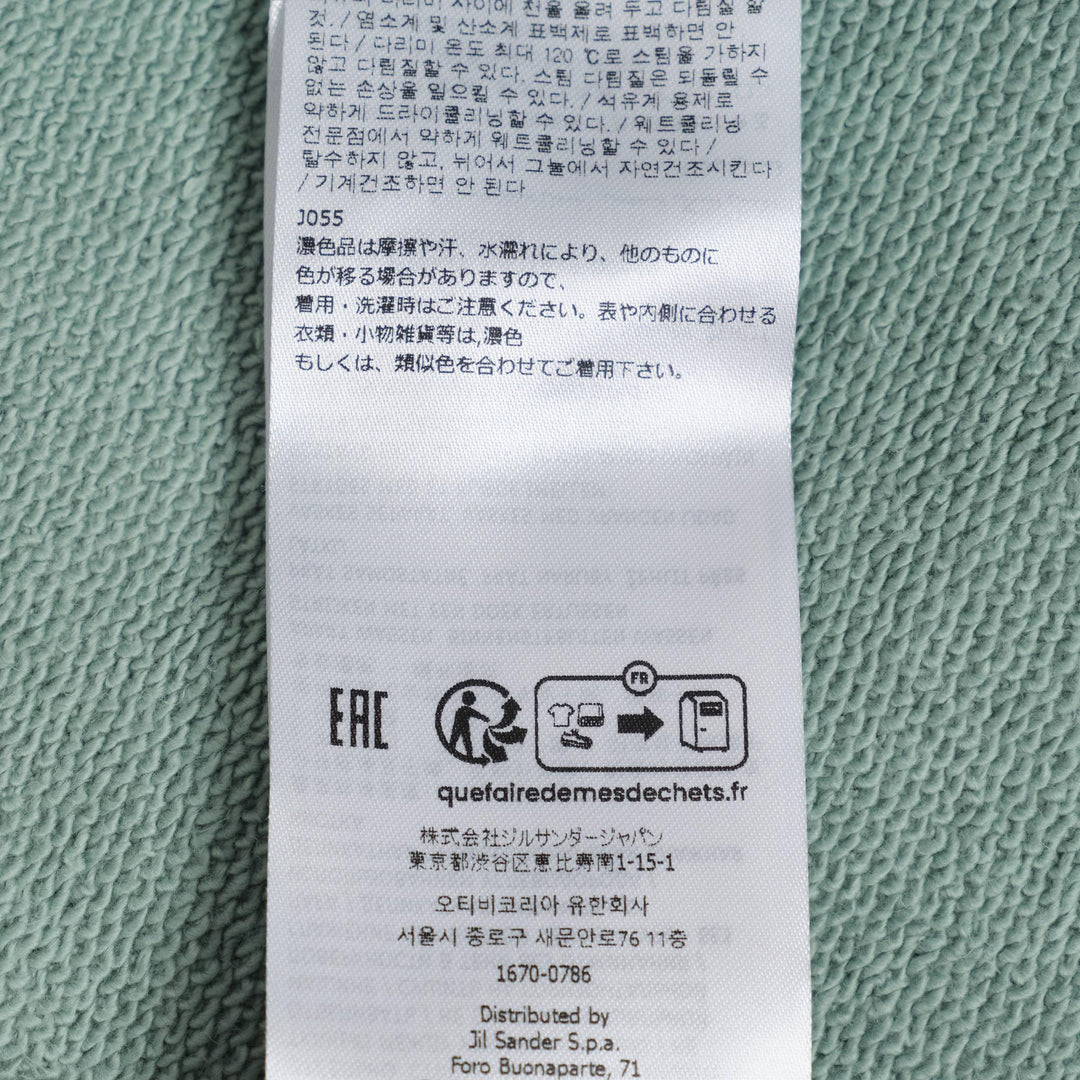 것. / 염소계 및 산소계 표백제로 표백하면 안
된다 / 다리미 온도 최대 120 ℃로 스팀을 가하지
않고 다림질할 수 있다. 스팀 다림질은 되돌릴 수
없는 손상을 일으킬 수 있다. / 석유계 용제로
약하게 드라이클리닝할 수 있다. / 웨트클리닝
전문점에서 약하게 웨트클리닝할 수 있다 /
탈수하지 않고, 뉘어서 그늘에서 자연건조시킨다
/ 기계건조하면 안 된다
J055
濃色品は摩擦や汗、水濡れにより、他のものに
色が移る場合がありますので、
着用・洗濯時はご注意ください。表や内側に合わせる
衣類・小物雑貨等は,濃色
もしくは、類似色を合わせてご着用下さい。
EAC
FR
quefairedemesdechets.fr
株式会社ジルサンダージャパン
東京都渋谷区恵比寿南1-15-1
오티비코리아 유한회사
서울시 종로구 새문안로76 11층
1670-0786
Distributed by
Jil Sander S.p.a.
Foro Buonaparte, 71